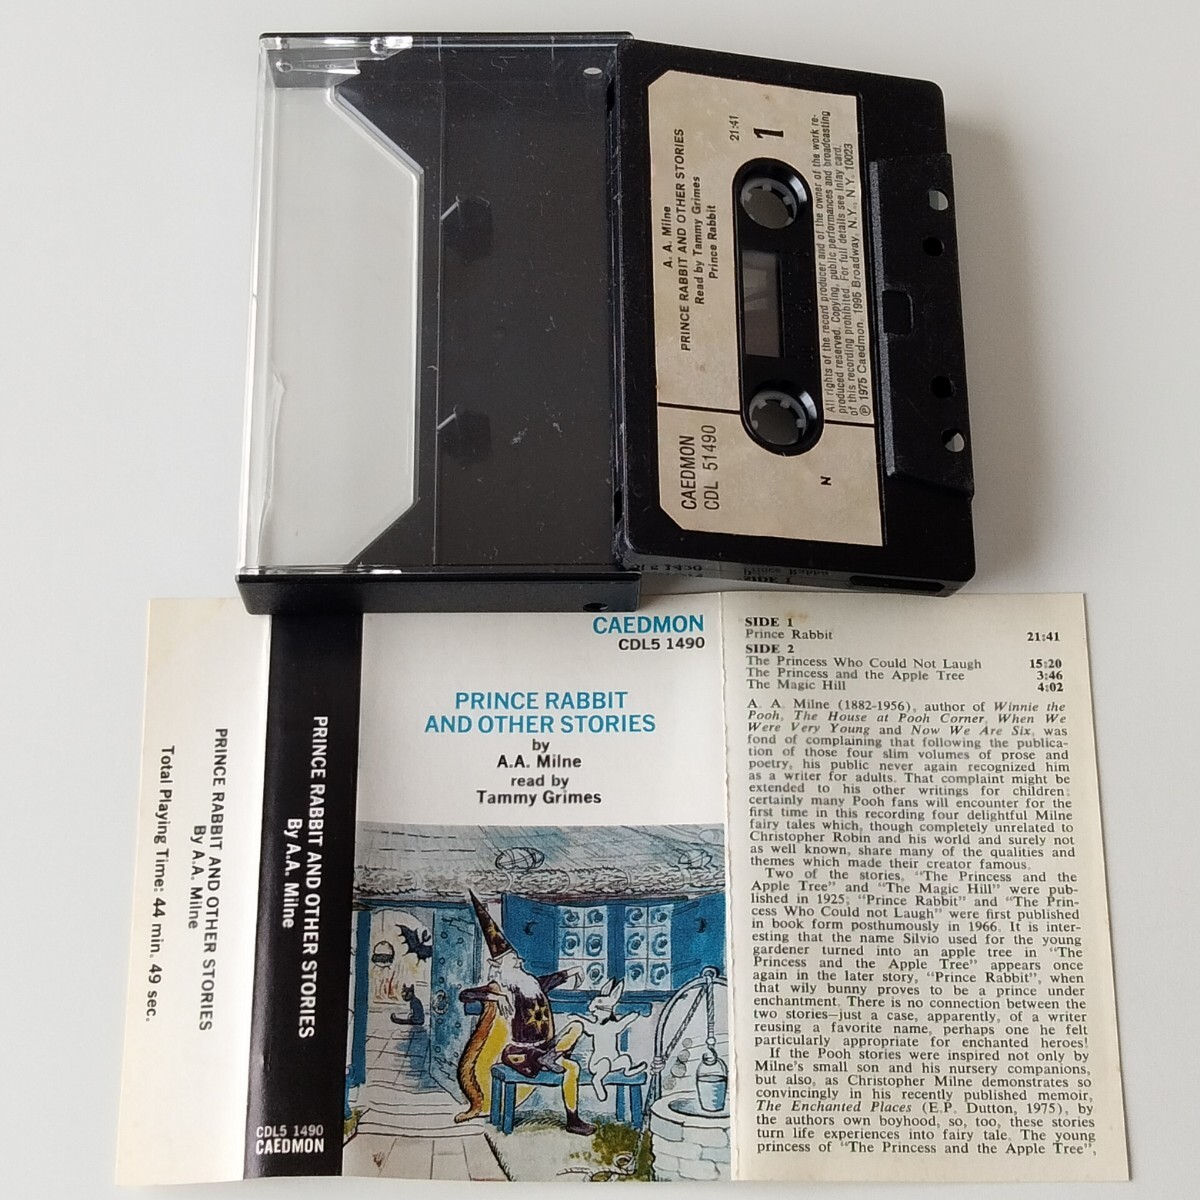 A. A. Milne
PRINCE RABBIT AND OTHER STORIES
Read by Tammy Grimes
Prince Rabbit
21:41
1
All rights of the record producer and of the owner of the work re-
produced reserved. Copying, public performances and broadcasting
of this recording prohibited. For full details see Inlay card.
℗ 1975 Caedmon. 1995 Broadway. N.Y., N.Y. 10023
CAEDMON
CDL 51490
N
SIDE 1
Total Playing Time: 44 min. 49 sec.
PRINCE RABBIT AND OTHER STORIES
By A.A. Milne
PRINCE RABBIT AND OTHER STORIES
By A.A. Milne
CDL5 1490
CAEDMON
CAEDMON
CDL5 1490
PRINCE RABBIT
AND OTHER STORIES
by
A.A. Milne
read by
Tammy Grimes
SIDE 1
Prince Rabbit 21:41
SIDE 2
The Princess Who Could Not Laugh 15:20
The Princess and the Apple Tree 3:46
The Magic Hill 4:02
A. A. Milne (1882-1956), author of Winnie the
Pooh, The House at Pooh Corner, When We
Were Very Young and Now We Are Six, was
fond of complaining that following the publica-
tion of those four slim volumes of prose and
poetry, his public never again recognized him
as a writer for adults. That complaint might be
extended to his other writings for children:
certainly many Pooh fans will encounter for the
first time in this recording four delightful Milne
fairy tales which, though completely unrelated to
Christopher Robin and his world and surely not
as well known, share many of the qualities and
themes which made their creator famous.
Two of the stories, "The Princess and the
Apple Tree" and "The Magic Hill" were pub-
lished in 1925; "Prince Rabbit" and "The Prin-
cess Who Could not Laugh" were first published
in book form posthumously in 1966. It is inter-
esting that the name Silvio used for the young
gardener turned into an apple tree in "The
Princess and the Apple Tree" appears once
again in the later story, "Prince Rabbit", when
that wily bunny proves to be a prince under
enchantment. There is no connection between the
two stories—just a case, apparently, of a writer
reusing a favorite name, perhaps one he felt
particularly appropriate for enchanted heroes!
If the Pooh stories were inspired not only by
Milne's small son and his nursery companions,
but also, as Christopher Milne demonstrates so
convincingly in his recently published memoir,
The Enchanted Places (E.P. Dutton, 1975), by
the authors own boyhood, so, too, these stories
turn life experiences into fairy tale. The young
princess of "The Princess and the Apple Tree",